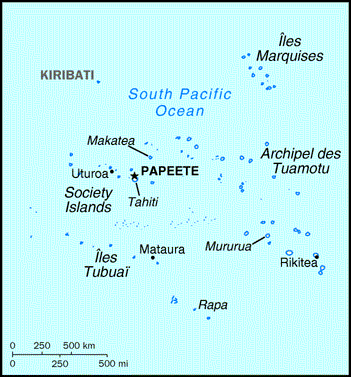 Îles
Marquises
KIRIBATI
South Pacific
Ocean
Makatea
Archipel des
Tuamotu
Uturoa
PAPEETE
Tahiti
Society
Islands
Mataura
Mururua
Rikitea
Îles
Tubuaï
Rapa
0 250 500 km
0 250 500 mi